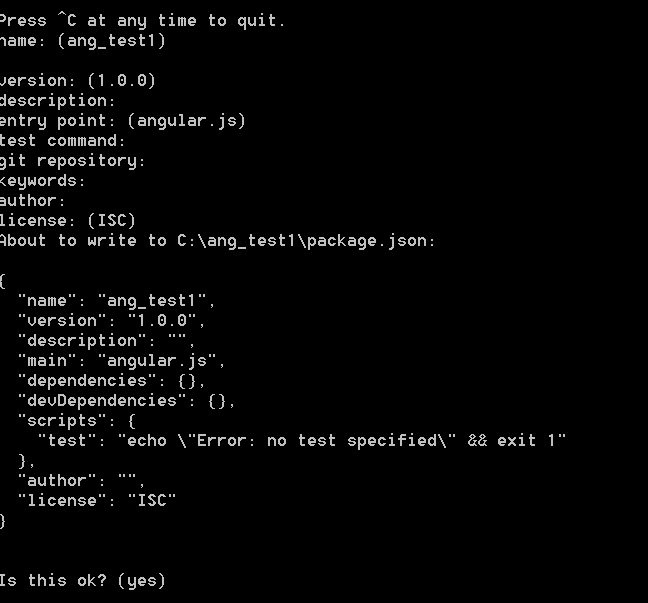 Press ^C at any time to quit.
name: (ang_test1)
version: (1.0.0)
description:
entry point: (angular.js)
test command:
git repository:
keywords:
author:
license: (ISC)
About to write to C:\ang_test1\package.json:
{
  "name": "ang_test1",
  "version": "1.0.0",
  "description": "",
  "main": "angular.js",
  "dependencies": {},
  "devDependencies": {},
  "scripts": {
    "test": "echo \"Error: no test specified\" && exit 1"
  },
  "author": "",
  "license": "ISC"
}
Is this ok? (yes)